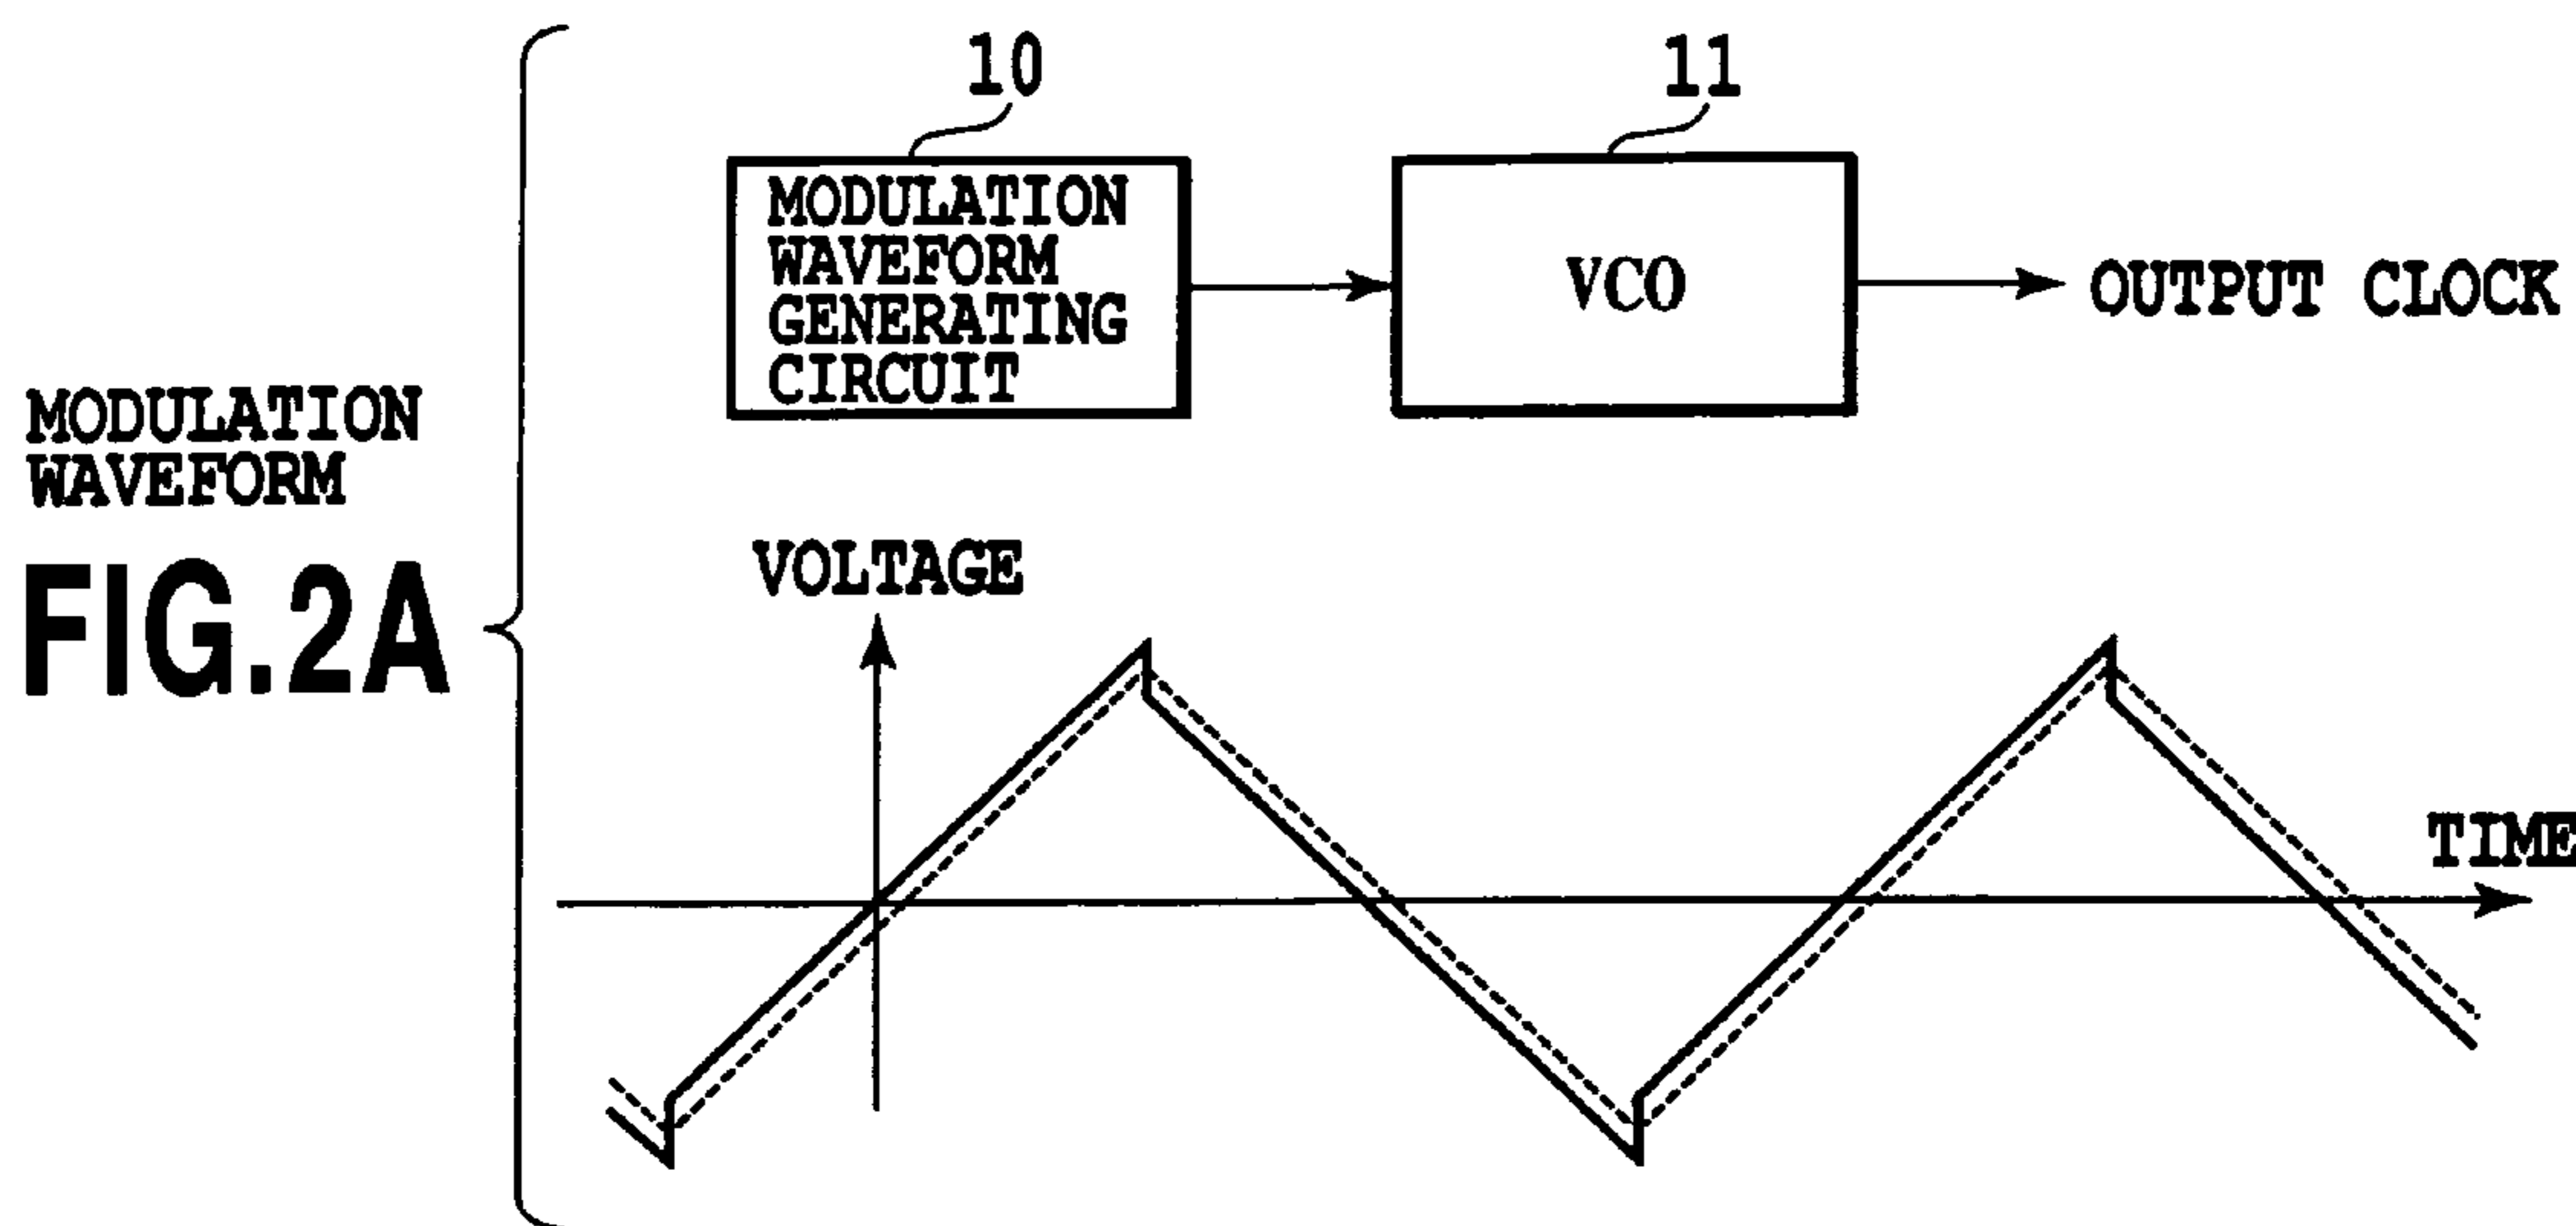 10
11
MODULATION
WAVEFORM
GENERATING
CIRCUIT
VCO
OUTPUT CLOCK
MODULATION
WAVEFORM
FIG.2A
VOLTAGE
TIME